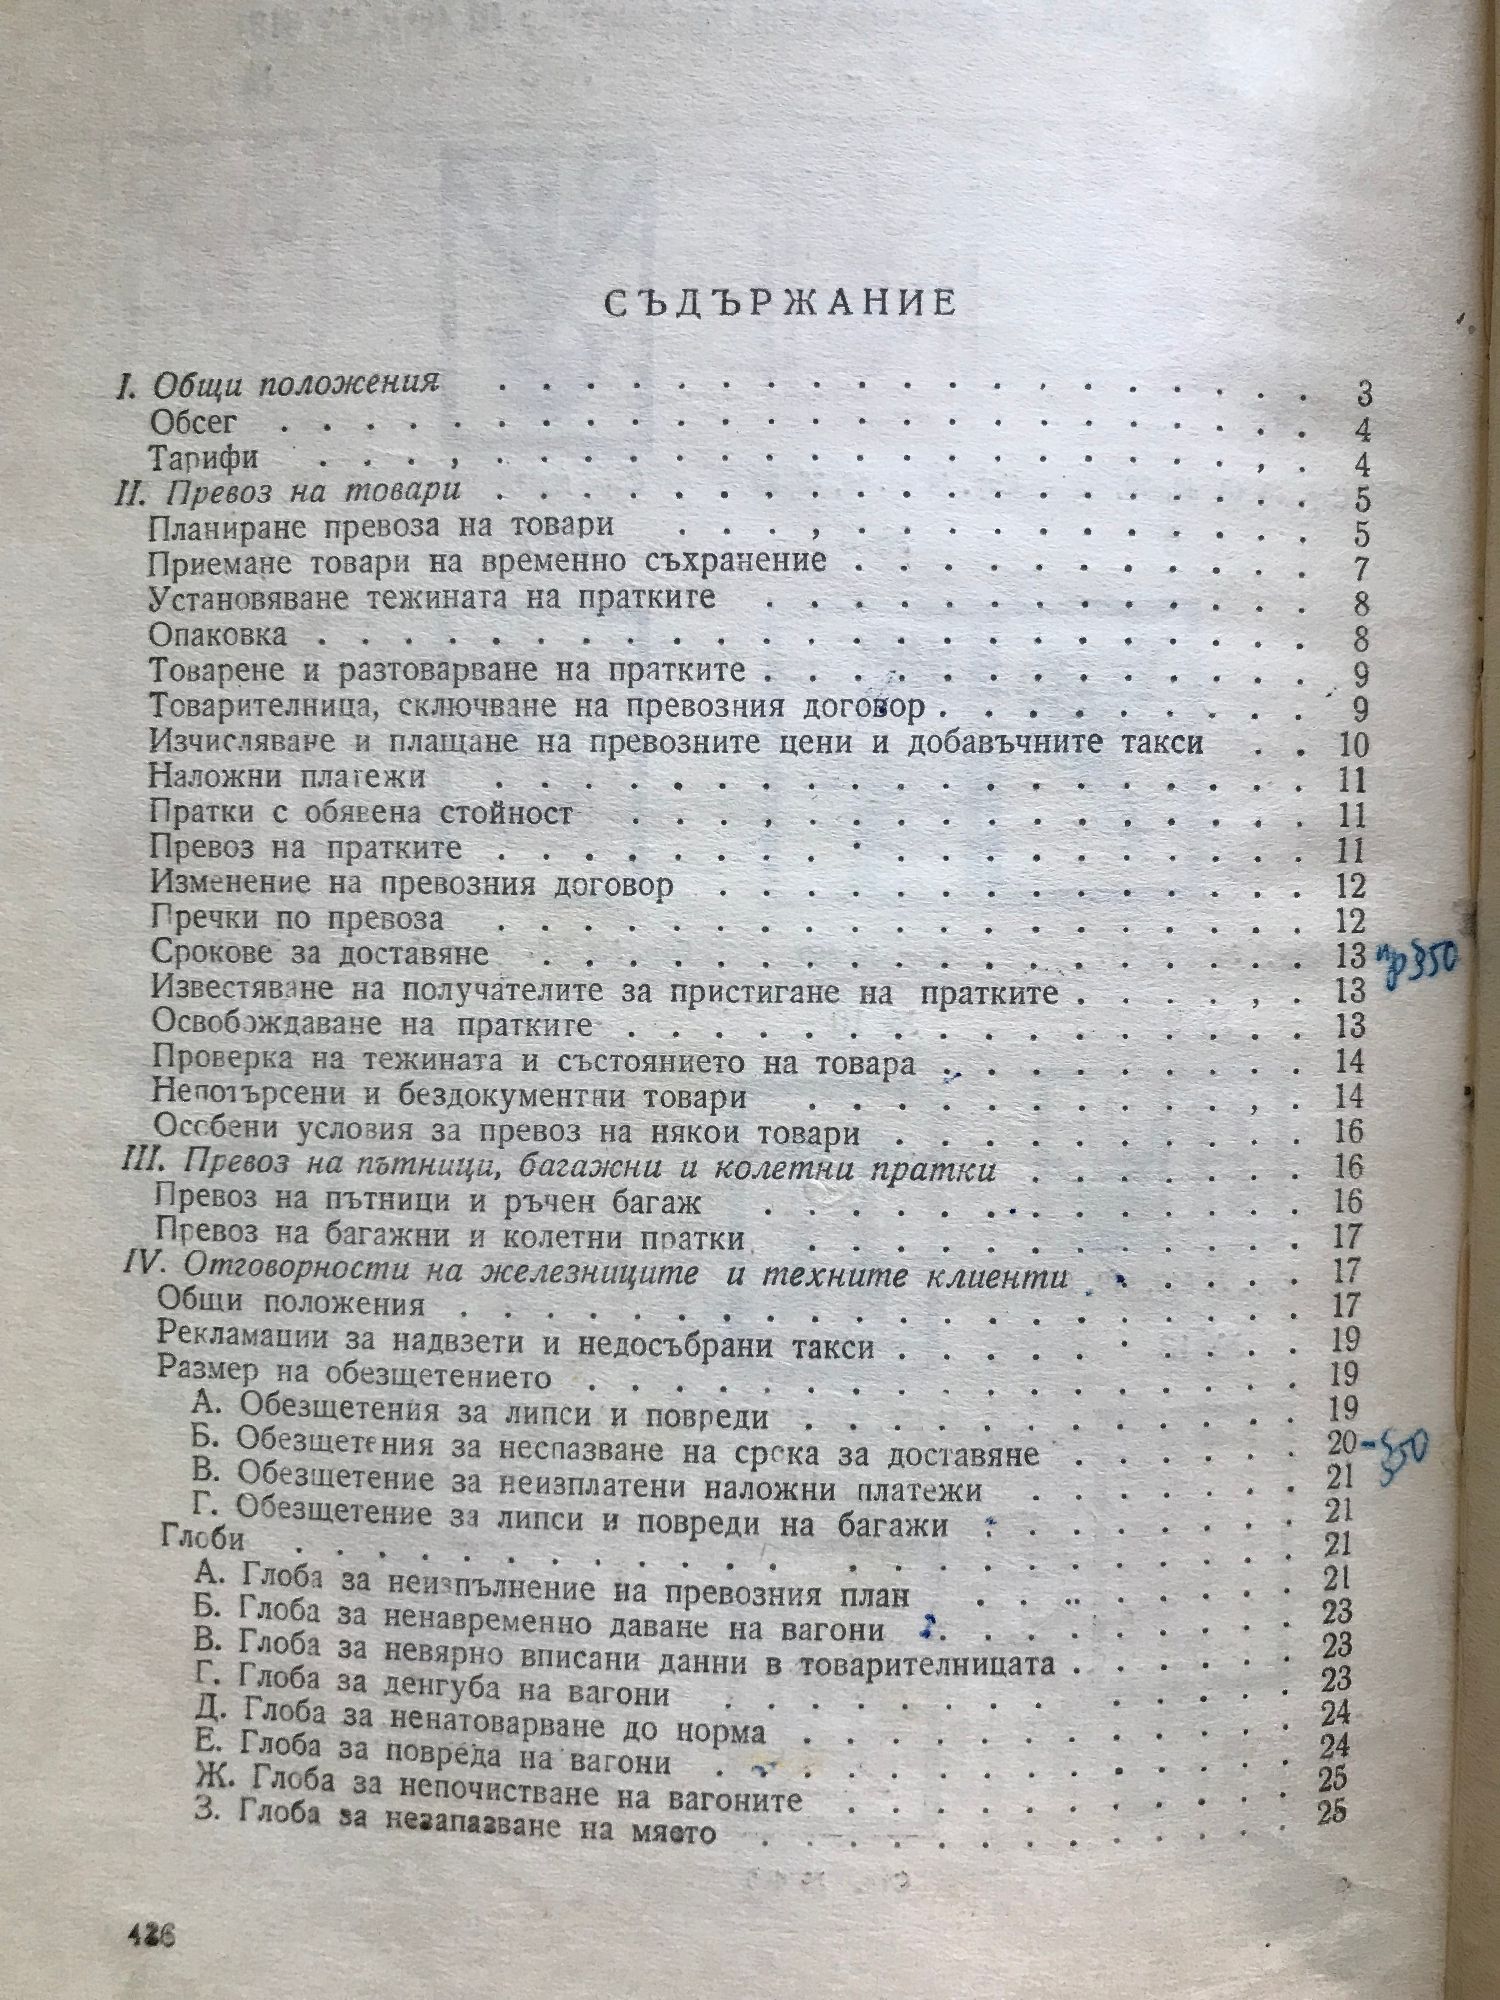 СЪДЪРЖАНИЕ
I. Общи положения . . . . . . . . . . . . . . . . . . . 3
Обсег . . . . . . . . . . . . . . . . . . . 4
Тарифи . . . . . . . . . . . . . . . . . . . 4
II. Превоз на товари . . . . . . . . . . . . . . . . . . . 5
Планиране превоза на товари . . . . . . . . . . . . . . 5
Приемане товари на временно съхранение . . . . . . . . . . . 7
Установяване тежината на пратките . . . . . . . . . . . . . 8
Опаковка . . . . . . . . . . . . . . . . . . . 8
Товарене и разтоварване на пратките . . . . . . . . . . . . . 9
Товарителница, сключване на превозния договор . . . . . . . . . 9
Изчисляване и плащане на превозните цени и добавъчните такси . . 10
Наложни платежи . . . . . . . . . . . . . . . . . 11
Пратки с обявена стойност . . . . . . . . . . . . . . . 11
Превоз на пратките . . . . . . . . . . . . . . . . . 11
Изменение на превозния договор . . . . . . . . . . . . . . 12
Пречки по превоза . . . . . . . . . . . . . . . . . 12
Срокове за доставяне . . . . . . . . . . . . . . . . 13 пр 350
Известяване на получателите за пристигане на пратките . . . . , . 13
Освобождаване на пратките . . . . . . . . . . . . . . . 13
Проверка на тежината и състоянието на товара . . . . . . . . . 14
Непотърсени и бездокументни товари . . . . . . . . . . . , . 14
Особени условия за превоз на някои товари . . . . . . . . . . 16
III. Превоз на пътници, багажни и колетни пратки . . . . . . . 16
Превоз на пътници и ръчен багаж . . . . . . . . . . . . . 16
Превоз на багажни и колетни пратки . . . . . . . . . . . . 17
IV. Отговорности на железниците и техните клиенти . . . . . . 17
Общи положения . . . . . . . . . . . . . . . . . 17
Рекламации за надвзети и недосъбрани такси . . . . . . . . . . 19
Размер на обезщетението . . . . . . . . . . . . . . . . 19
А. Обезщетения за липси и повреди . . . . . . . . . . . . 19
Б. Обезщетения за неспазване на срока за доставяне . . . . . . 20 - 350
В. Обезщетение за неизплатени наложни платежи . . . . . . . 21
Г. Обезщетение за липси и повреди на багажи . . . . . . . . 21
Глоби . . . . . . . . . . . . . . . . . . . 21
А. Глоба за неизпълнение на превозния план . . . . . . . . 21
Б. Глоба за ненавременно даване на вагони . . . . . . . . . 23
В. Глоба за невярно вписани данни в товарителницата . . . . . . 23
Г. Глоба за денгуба на вагони . . . . . . . . . . . . . 23
Д. Глоба за ненатоварване до норма . . . . . . . . . . . . 24
Е. Глоба за повреда на вагони . . . . . . . . . . . . . 24
Ж. Глоба за непочистване на вагоните . . . . . . . . . . . 25
З. Глоба за незапазване на място . . . . . . . . . . . . . 25
426